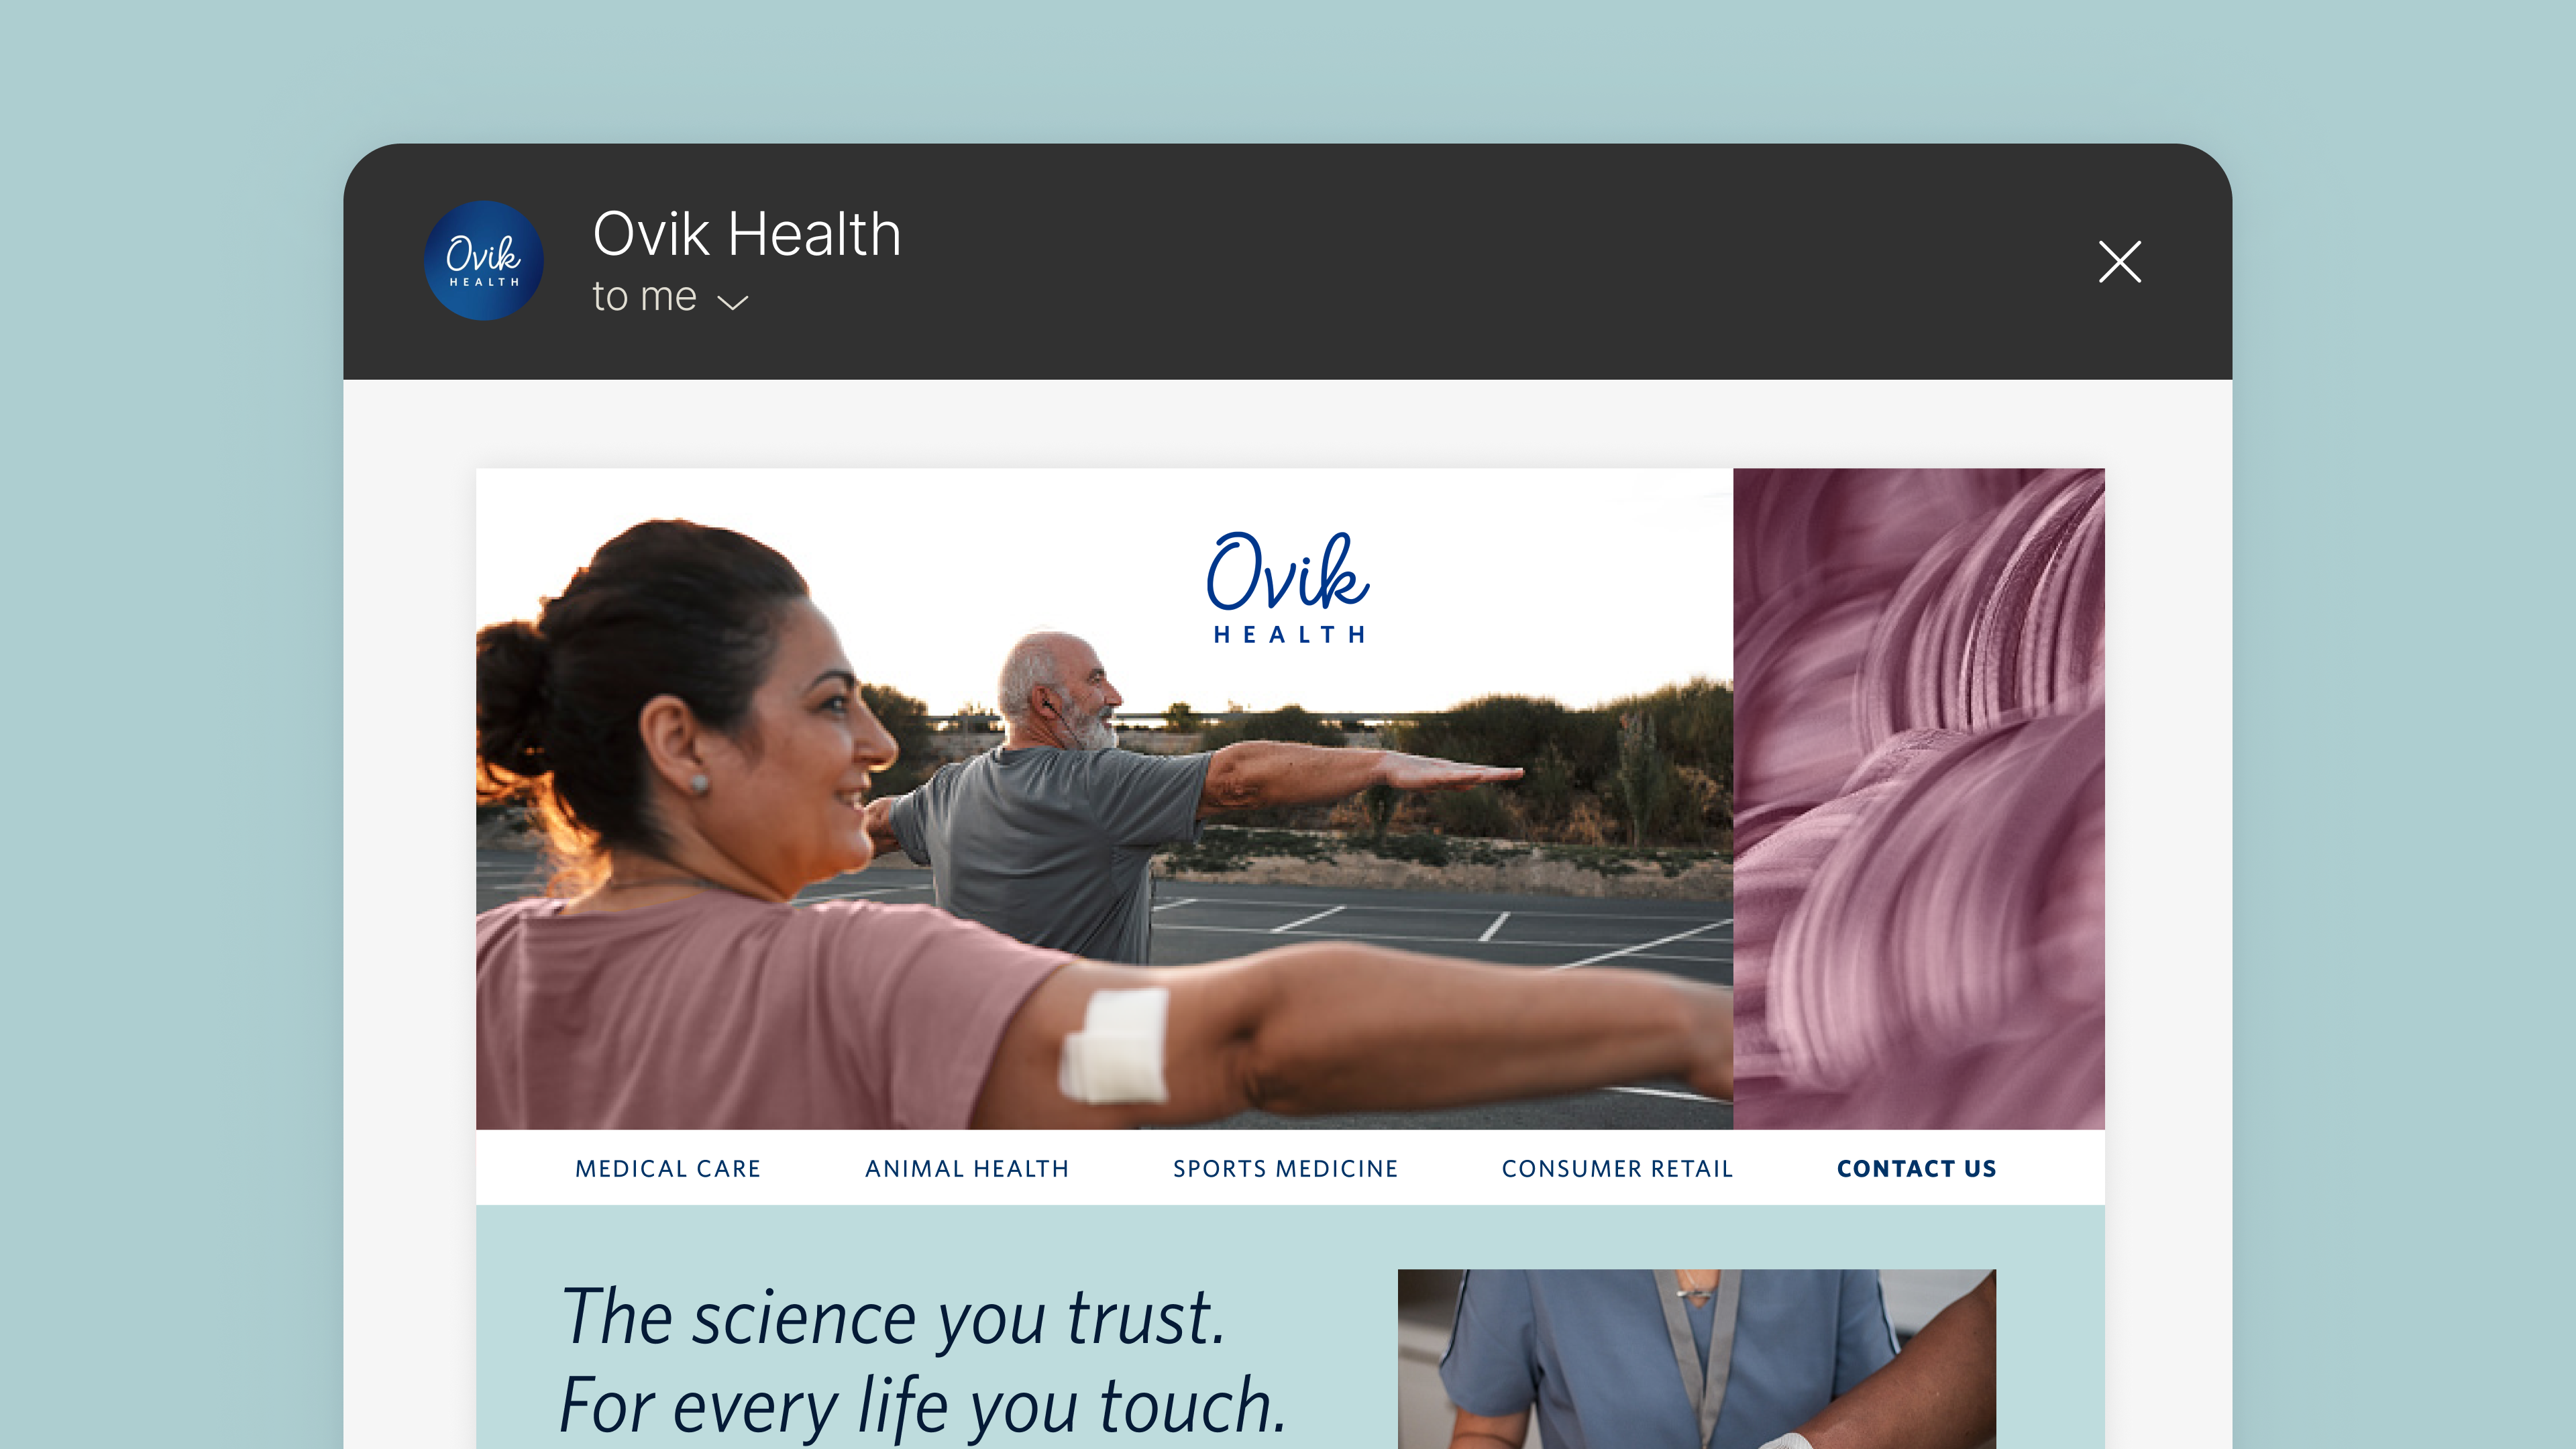 Ovik
HEALTH
Ovik Health
to me
Ovik
HEALTH
MEDICAL CARE
ANIMAL HEALTH
SPORTS MEDICINE
CONSUMER RETAIL
CONTACT US
The science you trust.
For every life you touch.